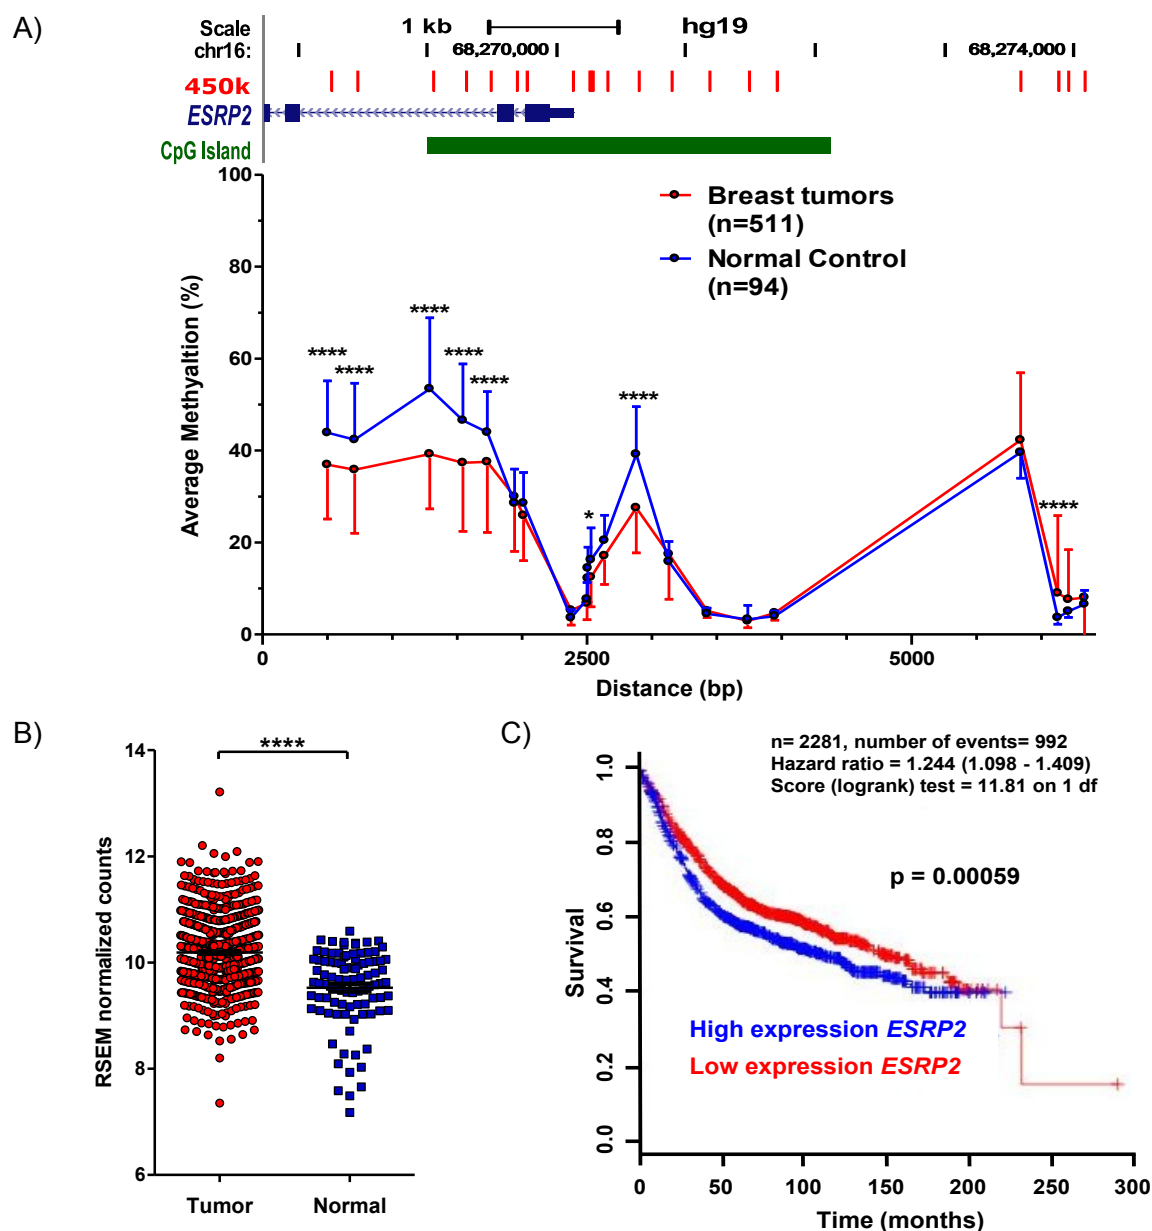 A)
Scale 1 kb hg19
chr16: 68,270,000 68,274,000
450k
ESRP2
CpG Island
100
80
60
40
20
0
Average Methyaltion (%)
Breast tumors
(n=511)
Normal Control
(n=94)
****
****
****
****
****
*
****
****
0 2500 5000
Distance (bp)
B)
14
12
10
8
6
RSEM normalized counts
****
Tumor Normal
C)
n= 2281, number of events= 992
Hazard ratio = 1.244 (1.098 - 1.409)
Score (logrank) test = 11.81 on 1 df
p = 0.00059
1.0
0.8
0.6
0.4
0.2
0.0
Survival
High expression ESRP2
Low expression ESRP2
0 50 100 150 200 250 300
Time (months)